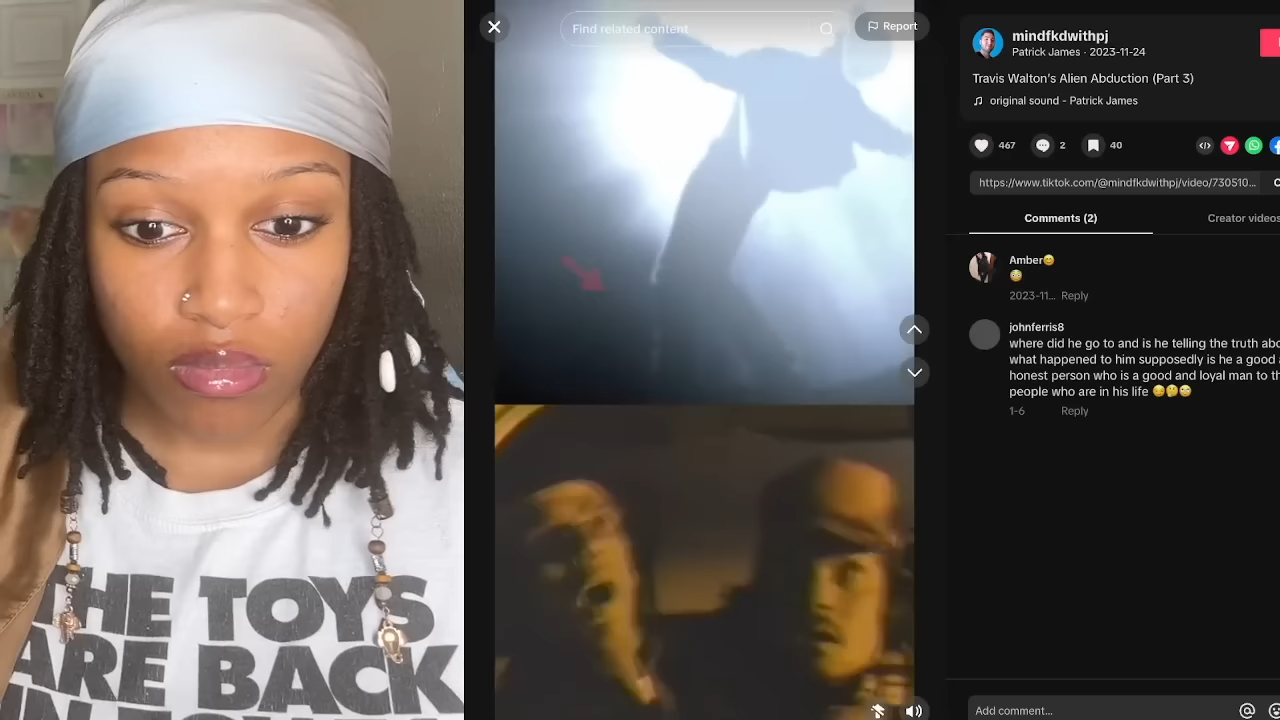 THE TOYS
ARE BACK
IN
Find related content
Report
mindfkdwithpj
Patrick James · 2023-11-24
Travis Walton's Alien Abduction (Part 3)
original sound - Patrick James
467
2
40
https://www.tiktok.com/@mindfkdwithpj/video/730510...
Comments (2)
Creator videos
Amber😊
😳
2023-11... Reply
johnferris8
where did he go to and is he telling the truth abo
what happened to him supposedly is he a good a
honest person who is a good and loyal man to th
people who are in his life 😏🤔🧐
1-6 Reply
Add comment...